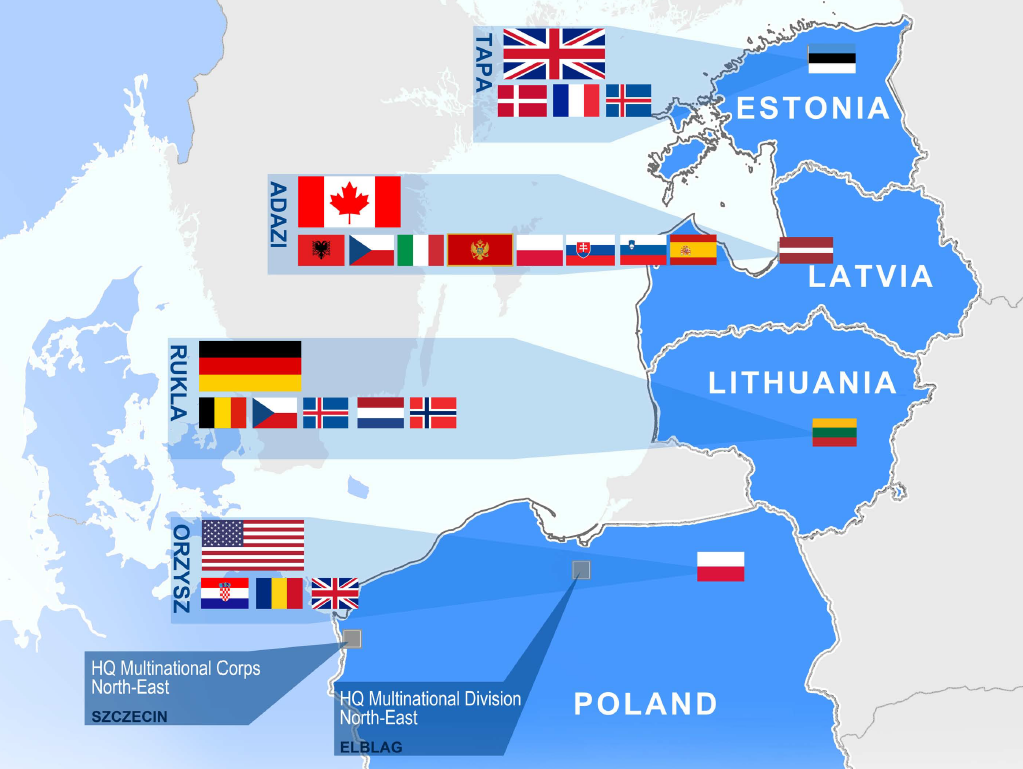 TAPA
ESTONIA
ADAZI
LATVIA
RUKLA
LITHUANIA
ORZYSZ
HQ Multinational Corps
North-East
SZCZECIN
HQ Multinational Division
North-East
ELBLAG
POLAND